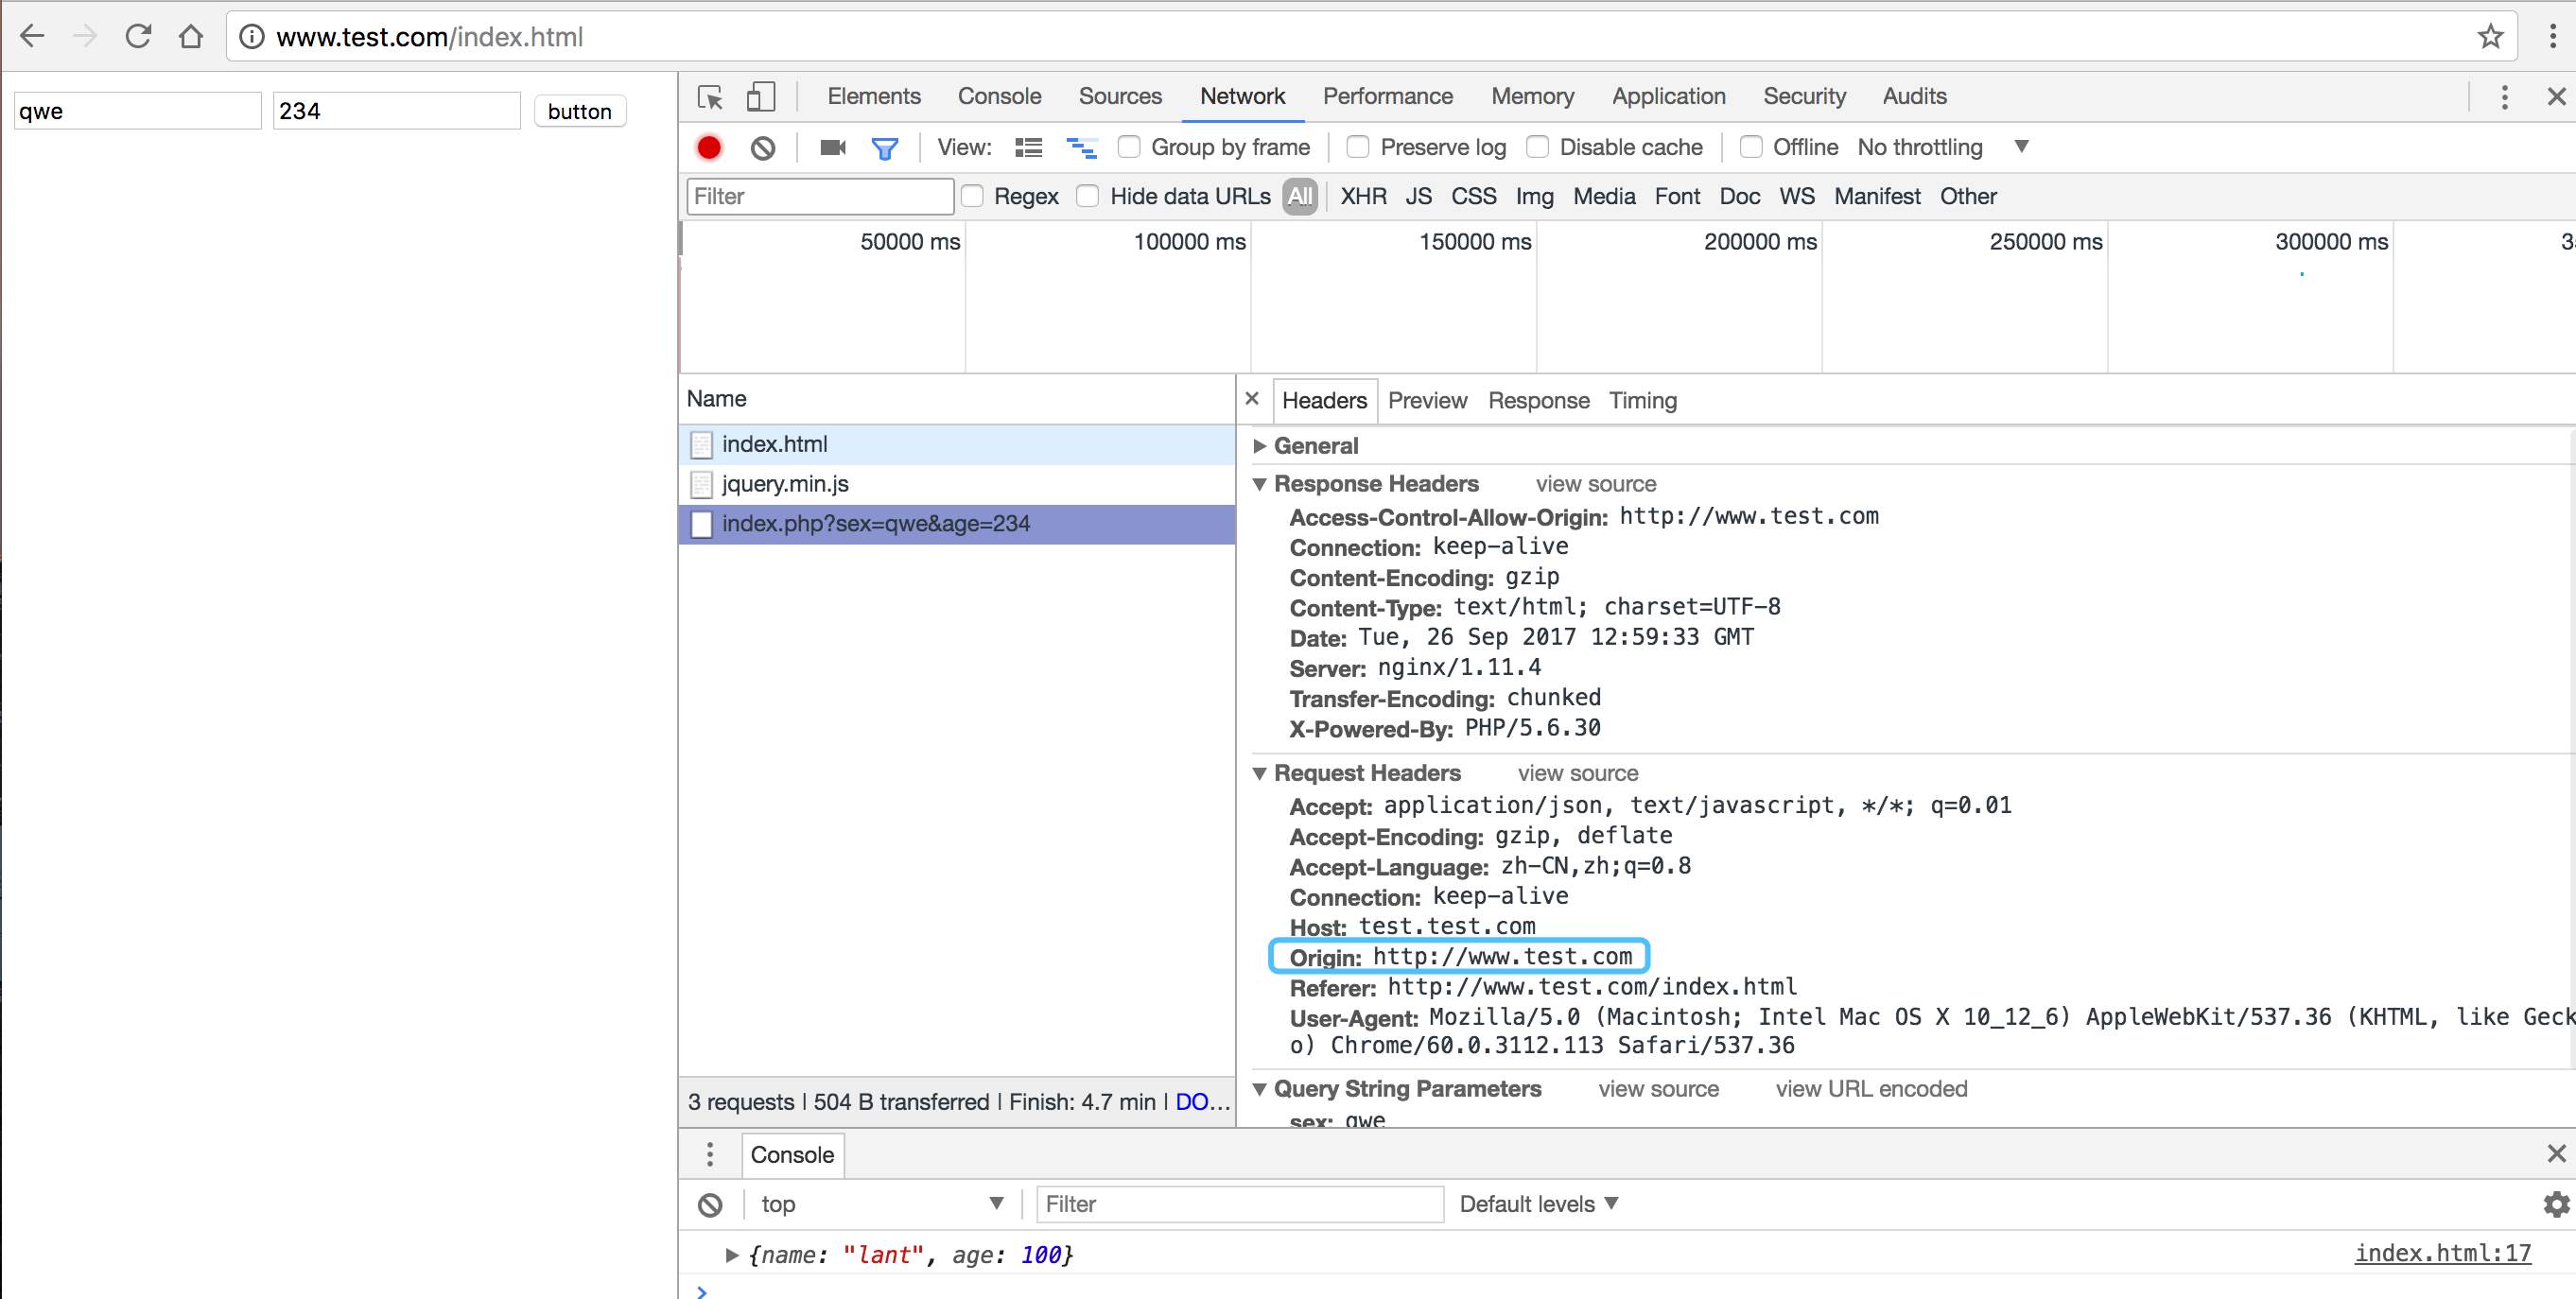 www.test.com/index.html
qwe 234 button
Elements Console Sources Network Performance Memory Application Security Audits
View: Group by frame Preserve log Disable cache Offline No throttling
Filter Regex Hide data URLs All XHR JS CSS Img Media Font Doc WS Manifest Other
50000 ms 100000 ms 150000 ms 200000 ms 250000 ms 300000 ms
Name
index.html
jquery.min.js
index.php?sex=qwe&age=234
3 requests | 504 B transferred | Finish: 4.7 min | DO...
Headers Preview Response Timing
General
Response Headers view source
Access-Control-Allow-Origin: http://www.test.com
Connection: keep-alive
Content-Encoding: gzip
Content-Type: text/html; charset=UTF-8
Date: Tue, 26 Sep 2017 12:59:33 GMT
Server: nginx/1.11.4
Transfer-Encoding: chunked
X-Powered-By: PHP/5.6.30
Request Headers view source
Accept: application/json, text/javascript, */*; q=0.01
Accept-Encoding: gzip, deflate
Accept-Language: zh-CN,zh;q=0.8
Connection: keep-alive
Host: test.test.com
Origin: http://www.test.com
Referer: http://www.test.com/index.html
User-Agent: Mozilla/5.0 (Macintosh; Intel Mac OS X 10_12_6) AppleWebKit/537.36 (KHTML, like Geck
o) Chrome/60.0.3112.113 Safari/537.36
Query String Parameters view source view URL encoded
sex: qwe
Console
top Filter Default levels
{name: "lant", age: 100} index.html:17